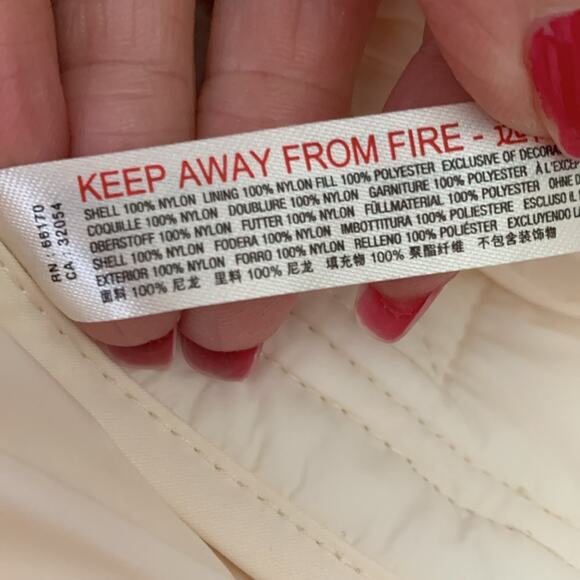 KEEP AWAY FROM FIRE - 远
SHELL 100% NYLON LINING 100% NYLON FILL 100% POLYESTER EXCLUSIVE OF DECORA
COQUILLE 100% NYLON DOUBLURE 100% NYLON GARNITURE 100% POLYESTER À L'EXCEP
OBERSTOFF 100% NYLON FUTTER 100% NYLON FÜLLMATERIAL 100% POLYESTER OHNE D
SHELL 100% NYLON FODERA 100% NYLON IMBOTTITURA 100% POLIESTERE ESCLUSO IL
EXTERIOR 100% NYLON FORRO 100% NYLON RELLENO 100% POLIÉSTER EXCLUYENDO L
面料 100% 尼龙 里料 100% 尼龙 填充物 100% 聚酯纤维 不包含装饰物
RN : 66170
CA : 32054